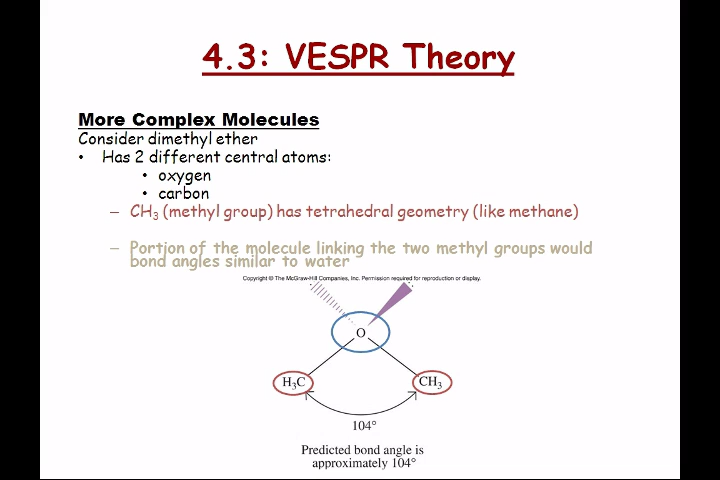 4.3: VESPR Theory
More Complex Molecules
Consider dimethyl ether
• Has 2 different central atoms:
• oxygen
• carbon
– CH₃ (methyl group) has tetrahedral geometry (like methane)
– Portion of the molecule linking the two methyl groups would
bond angles similar to water
Copyright © The McGraw-Hill Companies, Inc. Permission required for reproduction or display.
O
H₃C CH₃
104°
Predicted bond angle is
approximately 104°